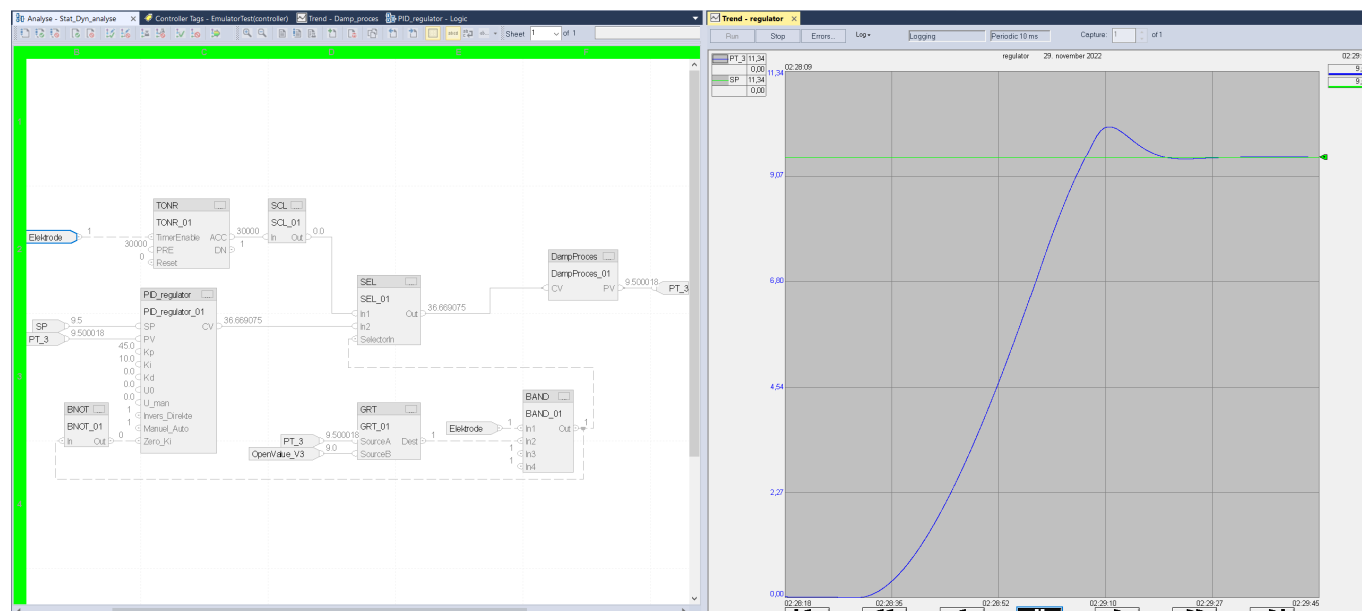 Analyse - Stat_Dyn_analyse
Controller Tags - EmulatorTest(controller)
Trend - Damp_proces
PID_regulator - Logic
Sheet 1 of 1
TONR
TONR_01
TimerEnable ACC
PRE DN
Reset
Elektrode
1
30000
0
30000
1
SCL
SCL_01
In Out
0.0
DampProces
DampProces_01
CV PV
9.500018
PT_3
SEL
SEL_01
In1 Out
In2
SelectorIn
36.669075
PID_regulator
PID_regulator_01
SP CV
PV
Kp
Ki
Kd
U0
U_man
Invers_Direkte
Manuel_Auto
Zero_Ki
36.669075
SP
9.5
PT_3
9.500018
45.0
10.0
0.0
0.0
0.0
1
1
0
BNOT
BNOT_01
In Out
GRT
GRT_01
SourceA Dest
SourceB
PT_3
9.500018
OpenValue_V3
9.0
1
Elektrode
1
BAND
BAND_01
In1 Out
In2
In3
In4
1
1
1
Trend - regulator
Run Stop Errors... Log Logging Periodic 10 ms Capture: 1 of 1
regulator 29. november 2022
PT_3 11,34
0,00
SP 11,34
0,00
02:28:09
11,34
9,07
6,80
4,54
2,27
0,00
02:28:18 02:28:35 02:28:52 02:29:10 02:29:27 02:29:45